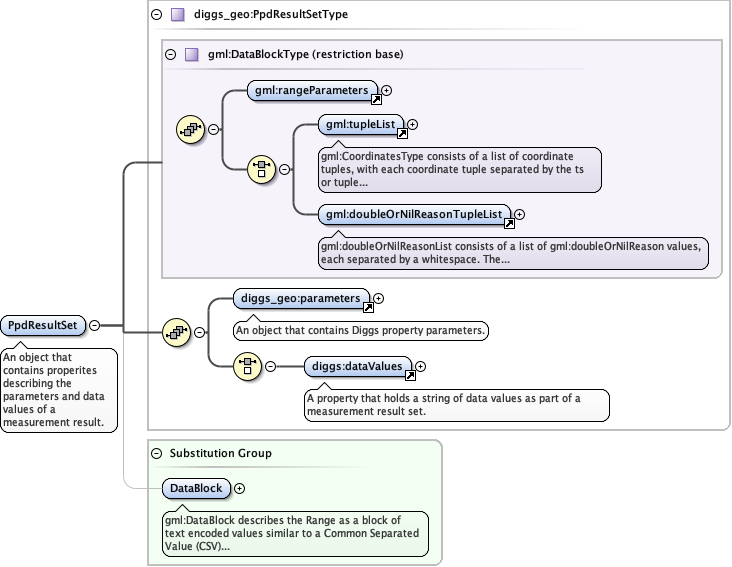 diggs_geo:PpdResultSetType
gml:DataBlockType (restriction base)
gml:rangeParameters
gml:tupleList
gml:CoordinatesType consists of a list of coordinate
tuples, with each coordinate tuple separated by the ts
or tuple...
gml:doubleOrNilReasonTupleList
gml:doubleOrNilReasonList consists of a list of gml:doubleOrNilReason values,
each separated by a whitespace. The...
diggs_geo:parameters
An object that contains Diggs property parameters.
PpdResultSet
An object that
contains properites
describing the
parameters and data
values of a
measurement result.
diggs:dataValues
A property that holds a string of data values as part of a
measurement result set.
Substitution Group
DataBlock
gml:DataBlock describes the Range as a block of
text encoded values similar to a Common Separated
Value (CSV)...